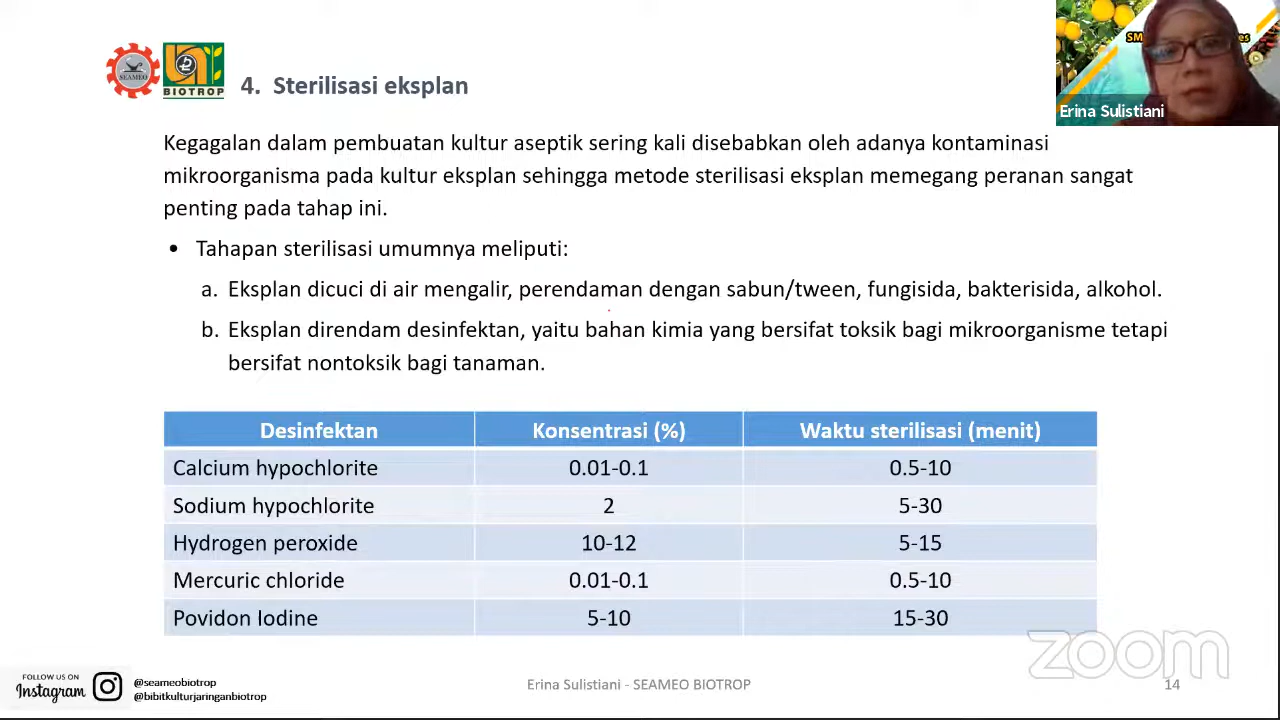 SEAMEO
BIOTROP
4. Sterilisasi eksplan
SM
es
Erina Sulistiani
Kegagalan dalam pembuatan kultur aseptik sering kali disebabkan oleh adanya kontaminasi
mikroorganisma pada kultur eksplan sehingga metode sterilisasi eksplan memegang peranan sangat
penting pada tahap ini.
• Tahapan sterilisasi umumnya meliputi:
a. Eksplan dicuci di air mengalir, perendaman dengan sabun/tween, fungisida, bakterisida, alkohol.
b. Eksplan direndam desinfektan, yaitu bahan kimia yang bersifat toksik bagi mikroorganisme tetapi
bersifat nontoksik bagi tanaman.
Desinfektan Konsentrasi (%) Waktu sterilisasi (menit)
Calcium hypochlorite 0.01-0.1 0.5-10
Sodium hypochlorite 2 5-30
Hydrogen peroxide 10-12 5-15
Mercuric chloride 0.01-0.1 0.5-10
Povidon Iodine 5-10 15-30
zoom
FOLLOW US ON
Instagram
@seameobiotrop
@bibitkulturjaringanbiotrop
Erina Sulistiani - SEAMEO BIOTROP
14